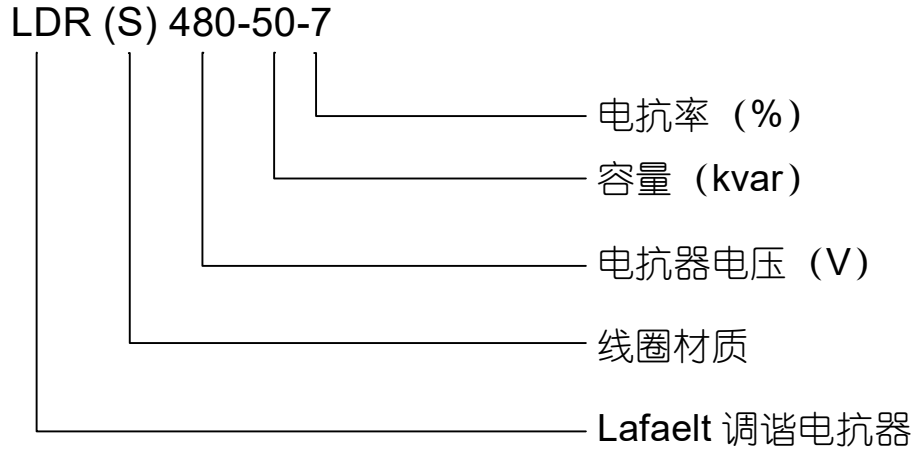 LDR (S) 480-50-7
电抗率（%）
容量（kvar）
电抗器电压（V）
线圈材质
Lafaelt 调谐电抗器